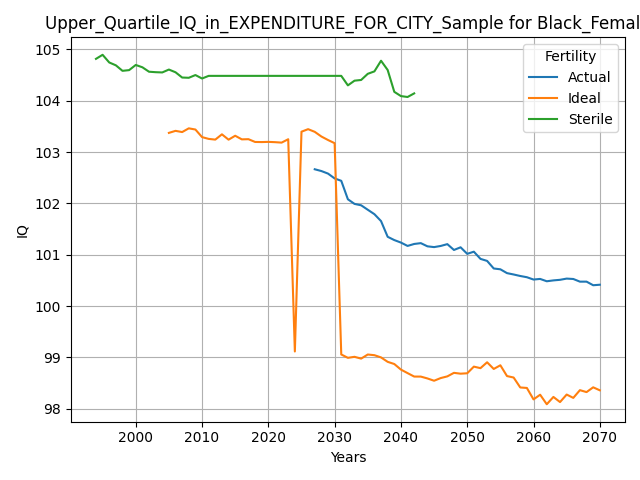 Upper_Quartile_IQ_in_EXPENDITURE_FOR_CITY_Sample for Black_Femal
105
104
103
102
101
100
99
98
IQ
2000
2010
2020
2030
2040
2050
2060
2070
Years
Fertility
Actual
Ideal
Sterile